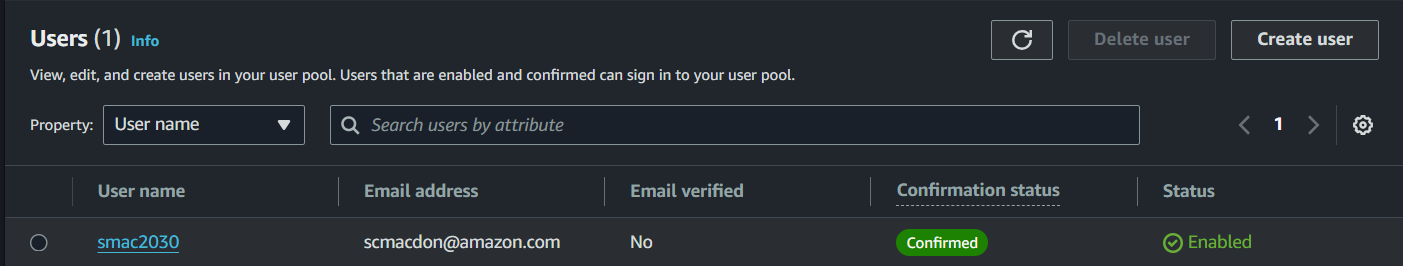 Users (1) Info
Delete user
Create user
View, edit, and create users in your user pool. Users that are enabled and confirmed can sign in to your user pool.
Property: User name
Search users by attribute
1
User name Email address Email verified Confirmation status Status
smac2030 scmacdon@amazon.com No Confirmed Enabled